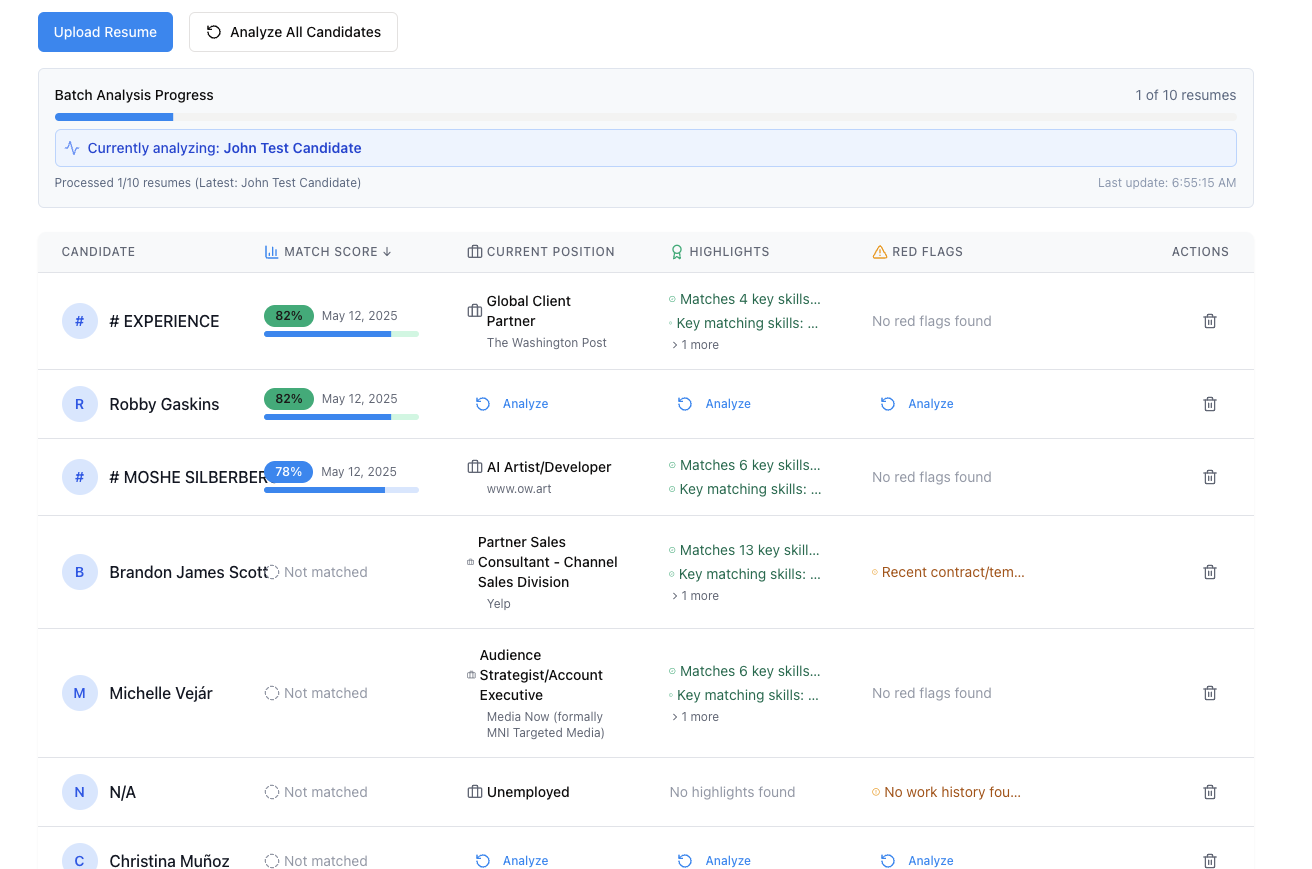 Upload Resume
Analyze All Candidates
Batch Analysis Progress
1 of 10 resumes
Currently analyzing: John Test Candidate
Processed 1/10 resumes (Latest: John Test Candidate)
Last update: 6:55:15 AM
CANDIDATE
MATCH SCORE ↓
CURRENT POSITION
HIGHLIGHTS
RED FLAGS
ACTIONS
#
# EXPERIENCE
82%
May 12, 2025
Global Client
Partner
The Washington Post
Matches 4 key skills...
Key matching skills: ...
> 1 more
No red flags found
R
Robby Gaskins
82%
May 12, 2025
Analyze
Analyze
Analyze
#
# MOSHE SILBERBER
78%
May 12, 2025
AI Artist/Developer
www.ow.art
Matches 6 key skills...
Key matching skills: ...
No red flags found
B
Brandon James Scott
Not matched
Partner Sales
Consultant - Channel
Sales Division
Yelp
Matches 13 key skill...
Key matching skills: ...
> 1 more
Recent contract/tem...
M
Michelle Vejár
Not matched
Audience
Strategist/Account
Executive
Media Now (formally
MNI Targeted Media)
Matches 6 key skills...
Key matching skills: ...
> 1 more
No red flags found
N
N/A
Not matched
Unemployed
No highlights found
No work history fou...
C
Christina Muñoz
Not matched
Analyze
Analyze
Analyze